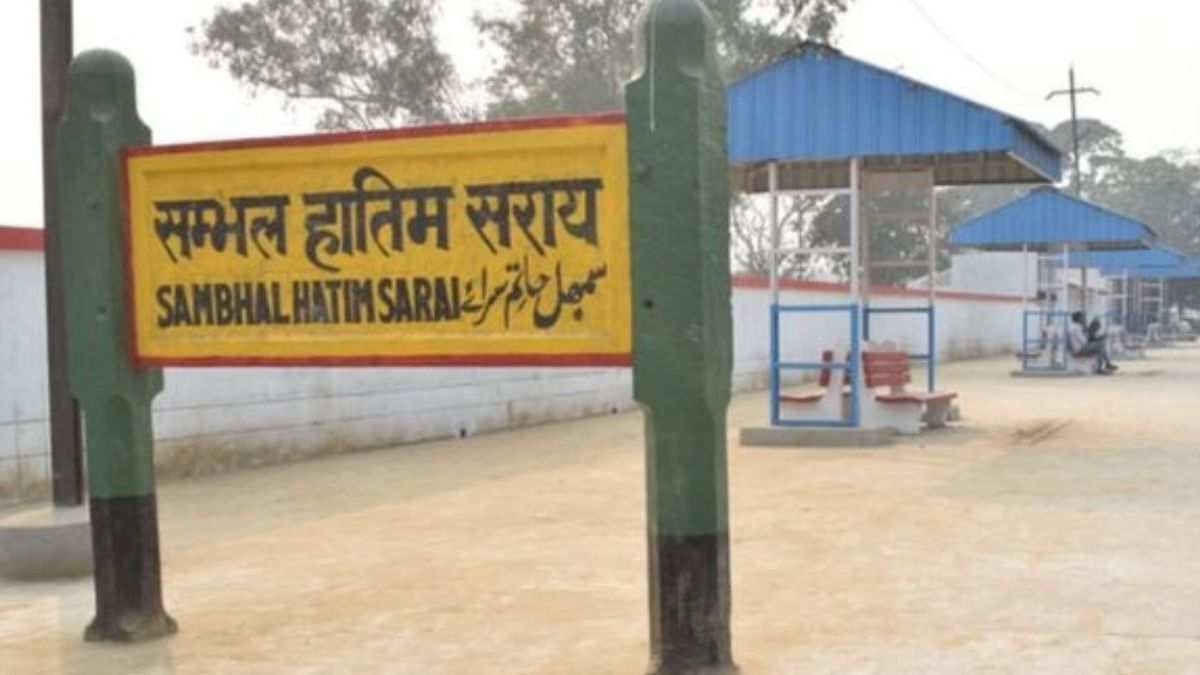 सम्भल हातिम सराय
SAMBHAL HATIM SARAI سمبھل حاتم سرائے